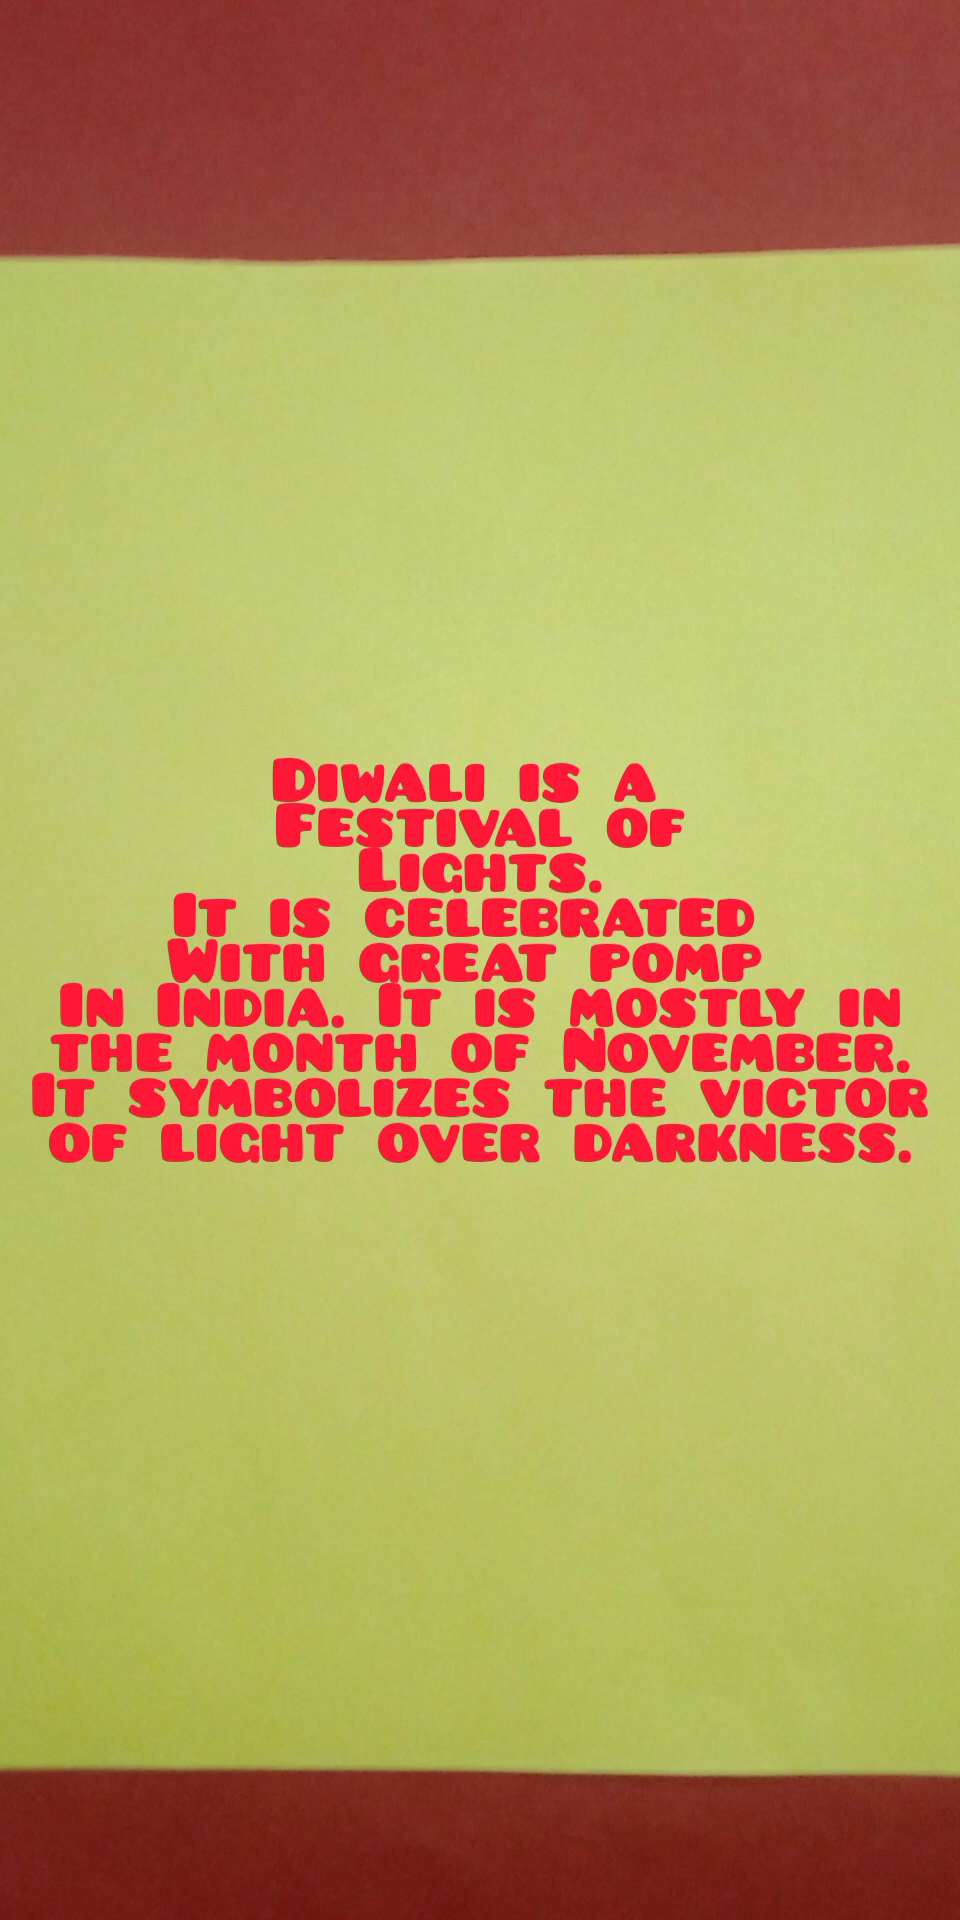 Diwali is a
Festival of
Lights.
It is celebrated
With great pomp
In India. It is mostly in
the month of November.
It symbolizes the victor
of light over darkness.